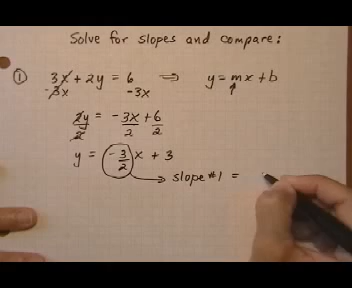 Solve for slopes and compare:
① 3x + 2y = 6 ⟹ y = mx + b
-3x -3x
2y/2 = -3x/2 + 6/2
y = -3/2 x + 3
slope #1 =